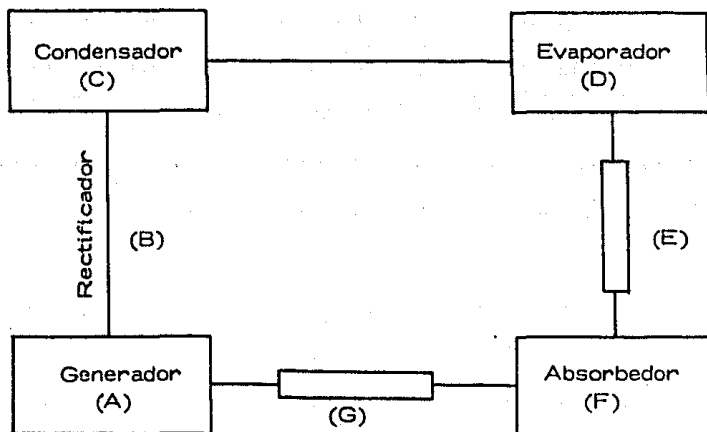 Condensador
(C)
Evaporador
(D)
Rectificador
(B)
(E)
Generador
(A)
(G)
Absorbedor
(F)